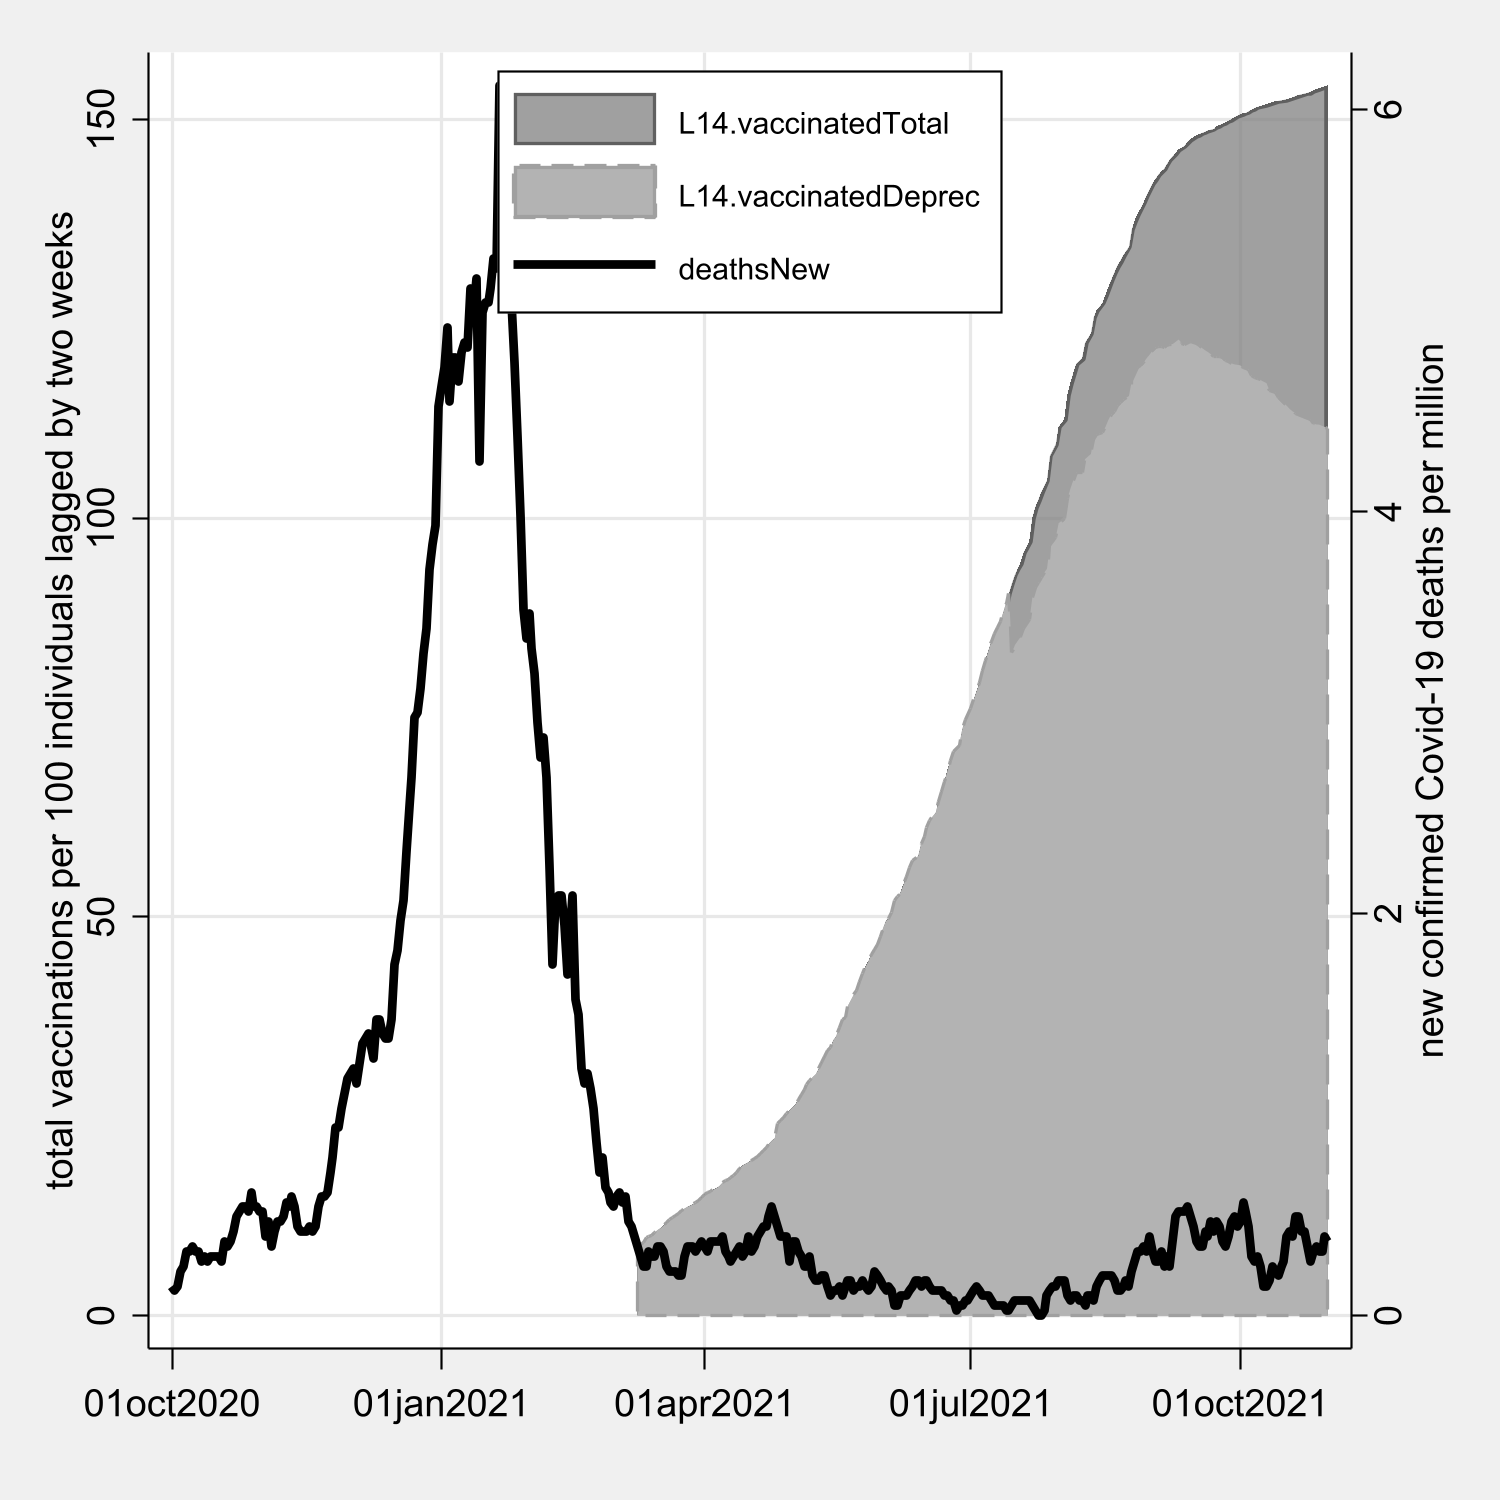 total vaccinations per 100 individuals lagged by two weeks
150
100
50
0
L14.vaccinatedTotal
L14.vaccinatedDeprec
deathsNew
6
4
2
0
new confirmed Covid-19 deaths per million
01oct2020
01jan2021
01apr2021
01jul2021
01oct2021